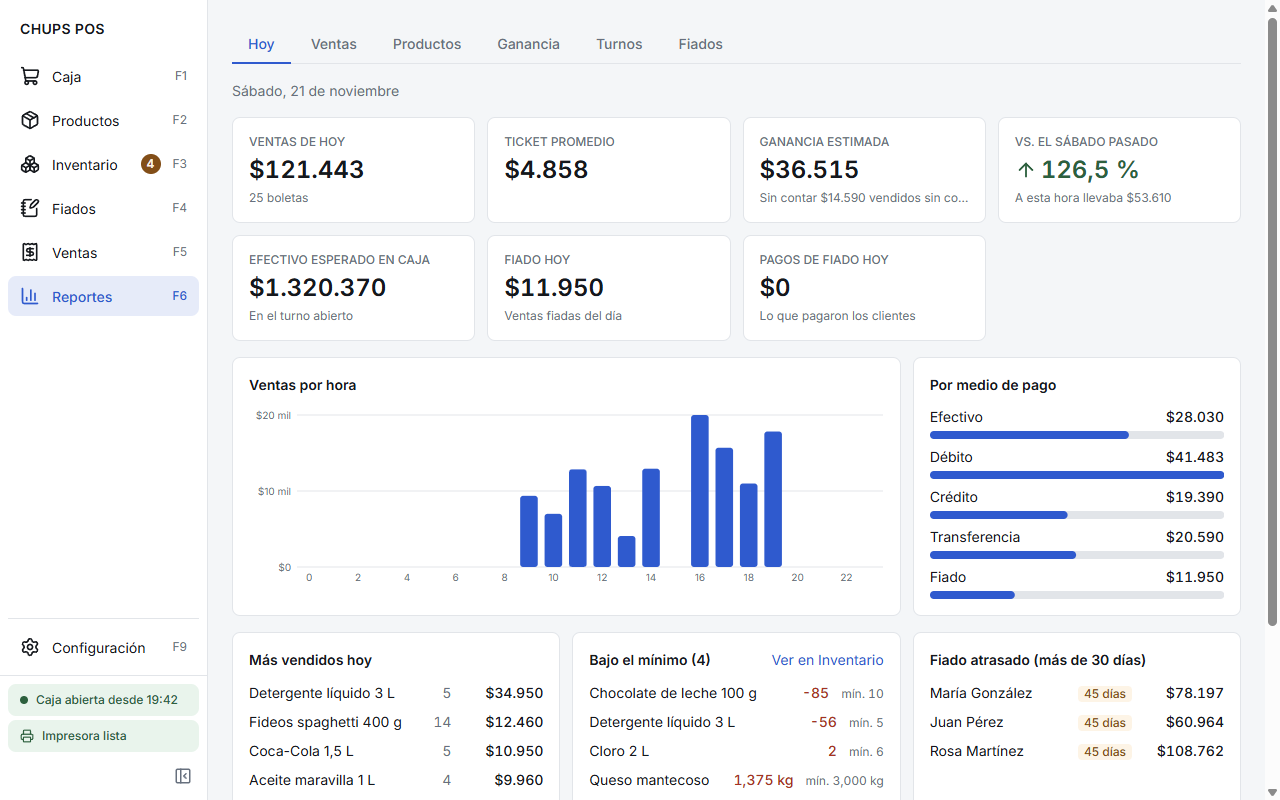 CHUPS POS
Caja F1
Productos F2
Inventario 4 F3
Fiados F4
Ventas F5
Reportes F6
Configuración F9
Caja abierta desde 19:42
Impresora lista
Hoy Ventas Productos Ganancia Turnos Fiados
Sábado, 21 de noviembre
VENTAS DE HOY
$121.443
25 boletas
TICKET PROMEDIO
$4.858
GANANCIA ESTIMADA
$36.515
Sin contar $14.590 vendidos sin co...
VS. EL SÁBADO PASADO
↑ 126,5 %
A esta hora llevaba $53.610
EFECTIVO ESPERADO EN CAJA
$1.320.370
En el turno abierto
FIADO HOY
$11.950
Ventas fiadas del día
PAGOS DE FIADO HOY
$0
Lo que pagaron los clientes
Ventas por hora
$20 mil
$10 mil
$0
0 2 4 6 8 10 12 14 16 18 20 22
Por medio de pago
Efectivo $28.030
Débito $41.483
Crédito $19.390
Transferencia $20.590
Fiado $11.950
Más vendidos hoy
Detergente líquido 3 L 5 $34.950
Fideos spaghetti 400 g 14 $12.460
Coca-Cola 1,5 L 5 $10.950
Aceite maravilla 1 L 4 $9.960
Bajo el mínimo (4) Ver en Inventario
Chocolate de leche 100 g -85 mín. 10
Detergente líquido 3 L -56 mín. 5
Cloro 2 L 2 mín. 6
Queso mantecoso 1,375 kg mín. 3,000 kg
Fiado atrasado (más de 30 días)
María González 45 días $78.197
Juan Pérez 45 días $60.964
Rosa Martínez 45 días $108.762